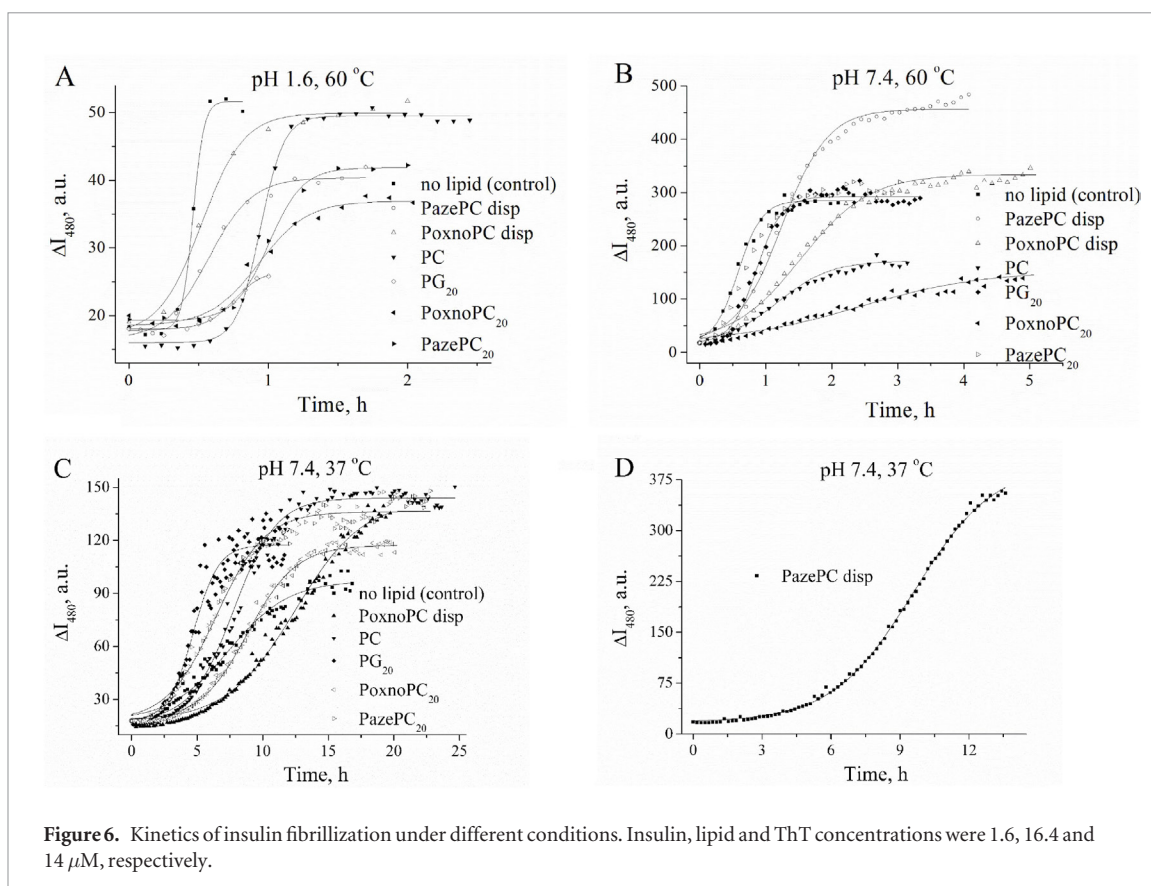 A
pH 1.6, 60 °C
ΔI480, a.u.
50
40
30
20
0
1
2
Time, h
no lipid (control)
PazePC disp
PoxnoPC disp
PC
PG20
PoxnoPC20
PazePC20
B
pH 7.4, 60 °C
ΔI480, a.u.
500
400
300
200
100
0
0
1
2
3
4
5
Time, h
no lipid (control)
PazePC disp
PoxnoPC disp
PC
PG20
PoxnoPC20
PazePC20
C
pH 7.4, 37 °C
ΔI480, a.u.
150
120
90
60
30
0
5
10
15
20
25
Time, h
no lipid (control)
PoxnoPC disp
PC
PG20
PoxnoPC20
PazePC20
D
pH 7.4, 37 °C
ΔI480, a.u.
375
300
225
150
75
0
0
3
6
9
12
Time, h
PazePC disp
Figure 6. Kinetics of insulin fibrillization under different conditions. Insulin, lipid and ThT concentrations were 1.6, 16.4 and
14 μM, respectively.